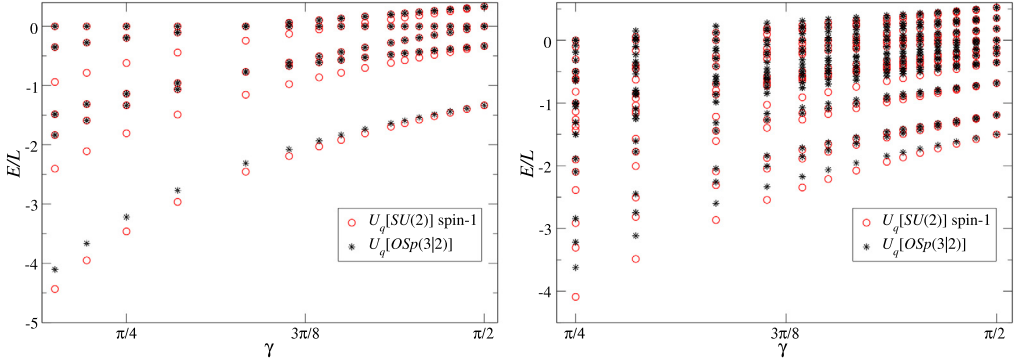 0
-1
-2
-3
-4
-5
E/L
π/4
3π/8
π/2
γ
U_q[SU(2)] spin-1
U_q[OSp(3|2)]
0
-1
-2
-3
-4
E/L
π/4
3π/8
π/2
γ
U_q[SU(2)] spin-1
U_q[OSp(3|2)]